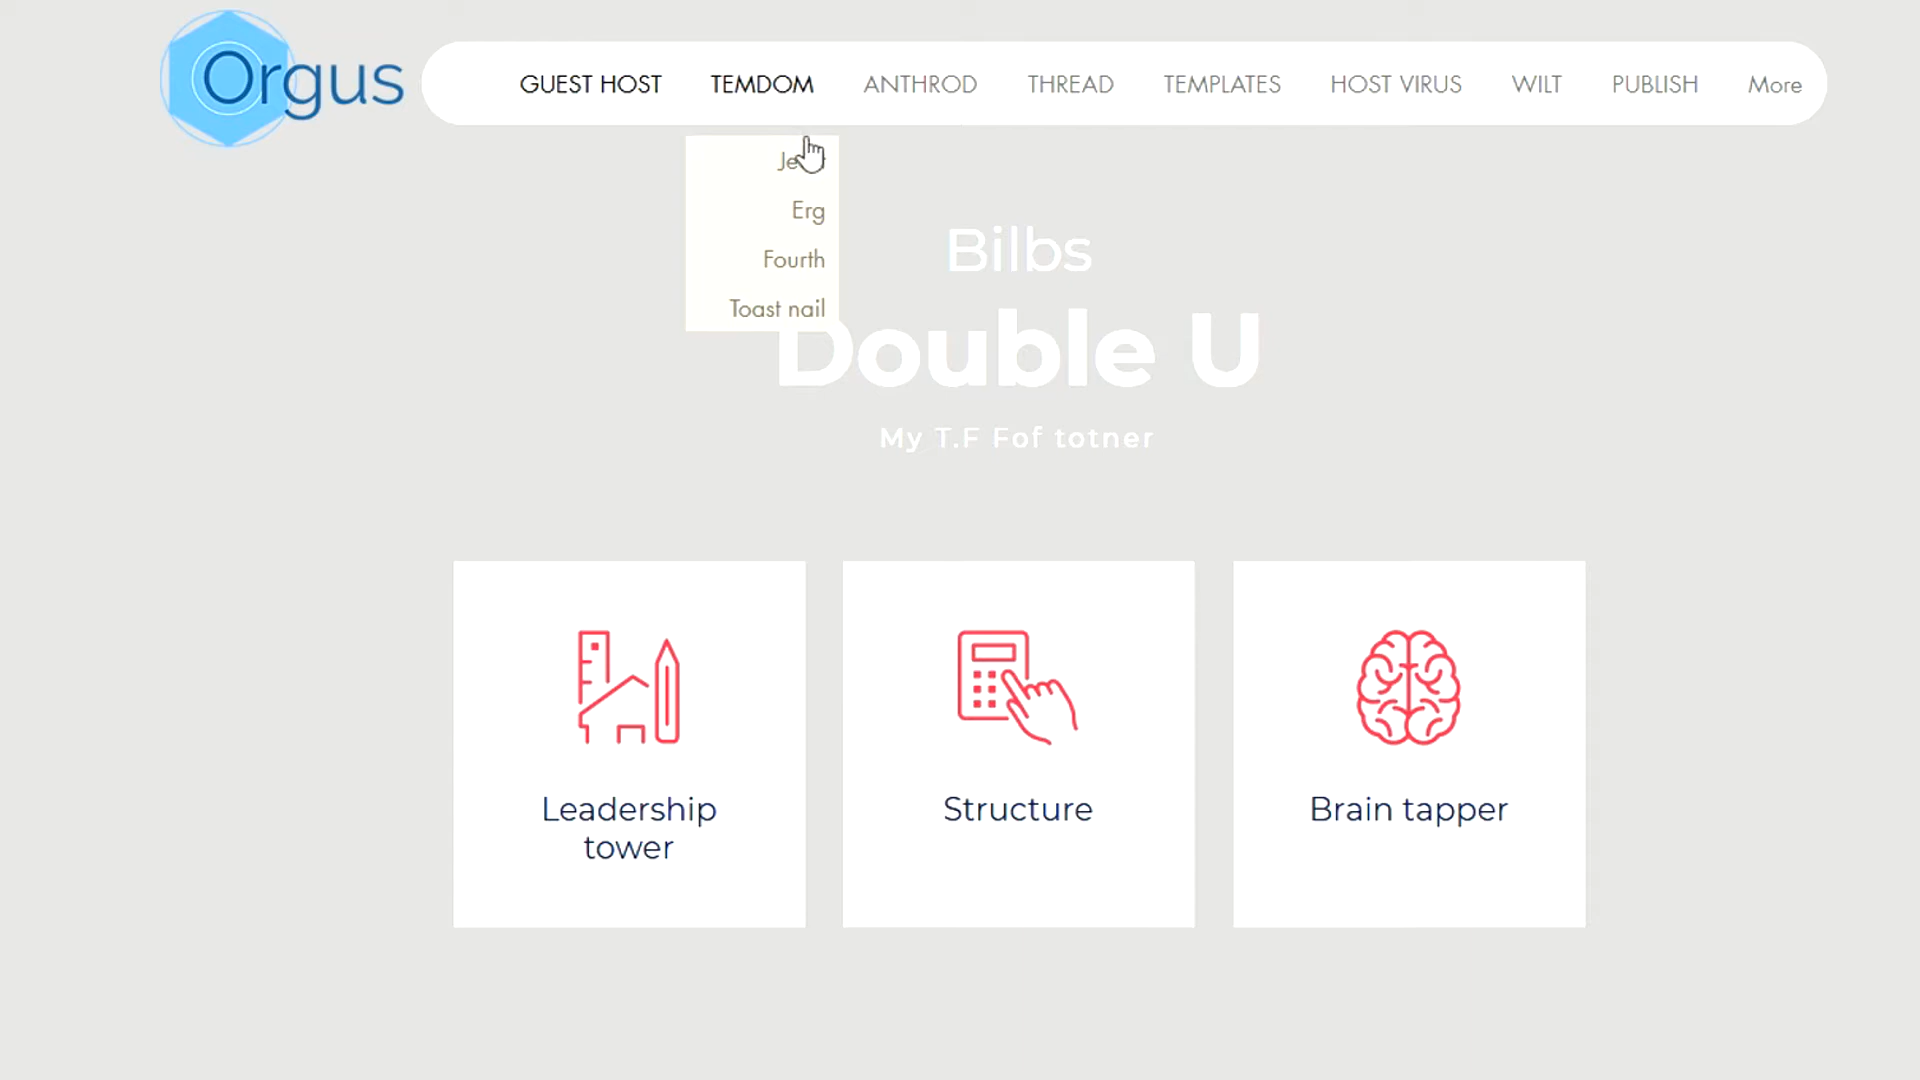 Orgus
GUEST HOST TEMDOM ANTHROD THREAD TEMPLATES HOST VIRUS WILT PUBLISH More
Erg
Fourth
Toast nail
Bilbs
Double U
My T.F Fof totner
Leadership
tower
Structure
Brain tapper